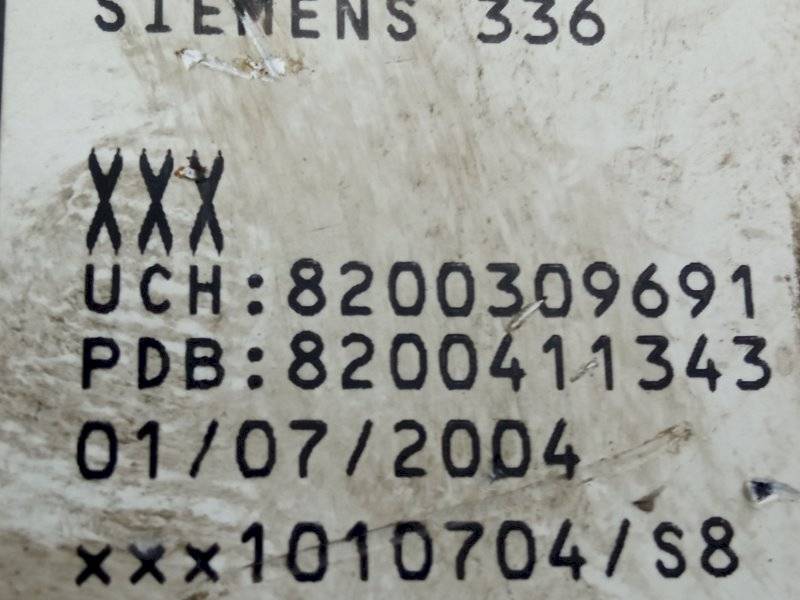 SIEMENS 336
XXX
UCH:8200309691
PDB:8200411343
01/07/2004
xxx1010704/S8